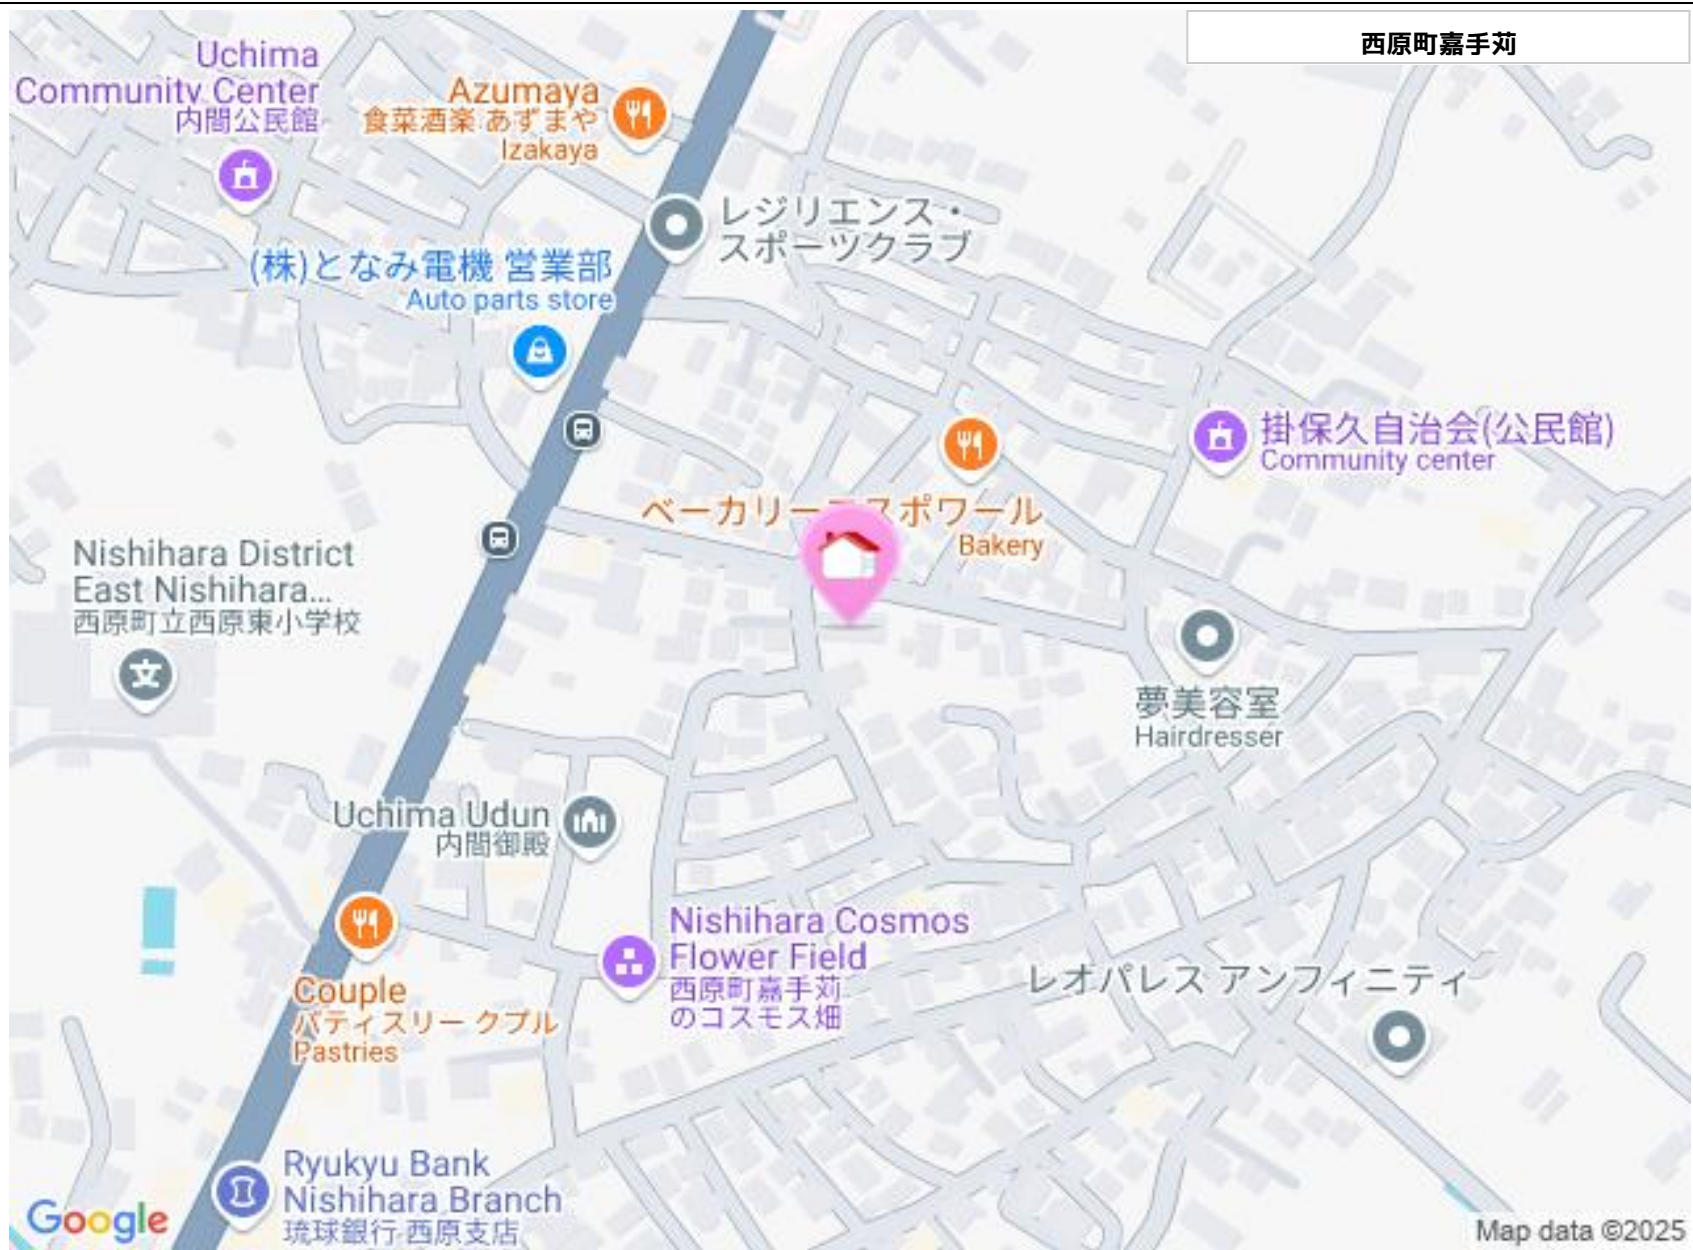 西原町嘉手苅
Uchima
Community Center
内間公民館
Azumaya
食菜酒楽 あずまや
Izakaya
レジリエンス・
スポーツクラブ
(株)となみ電機 営業部
Auto parts store
掛保久自治会(公民館)
Community center
Bakery
Nishihara District
East Nishihara...
西原町立西原東小学校
文
夢美容室
Hairdresser
Uchima Udun
内間御殿
Nishihara Cosmos
Flower Field
西原町嘉手苅
のコスモス畑
レオパレス アンフィニティ
Couple
パティスリー クプル
Pastries
Ryukyu Bank
Nishihara Branch
琉球銀行 西原支店
Google
Map data ©2025